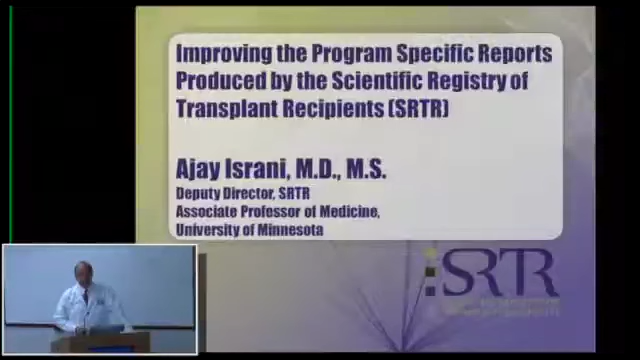 Improving the Program Specific Reports
Produced by the Scientific Registry of
Transplant Recipients (SRTR)
Ajay Israni, M.D., M.S.
Deputy Director, SRTR
Associate Professor of Medicine,
University of Minnesota
SRTR